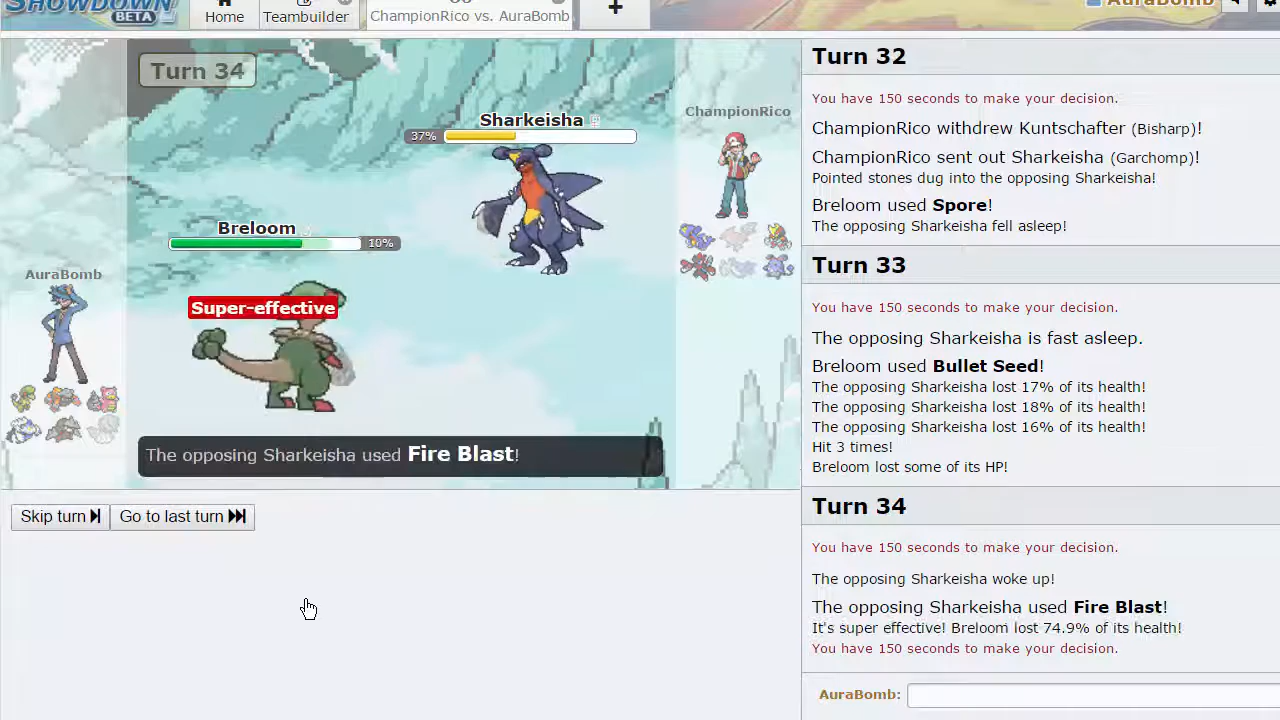 SHOWDOWN
BETA
Home
Teambuilder
ChampionRico vs. AuraBomb
+
AuraBomb
Turn 34
Sharkeisha
37%
ChampionRico
Breloom
10%
AuraBomb
Super-effective
The opposing Sharkeisha used Fire Blast!
Skip turn
Go to last turn
Turn 32
You have 150 seconds to make your decision.
ChampionRico withdrew Kuntschafter (Bisharp)!
ChampionRico sent out Sharkeisha (Garchomp)!
Pointed stones dug into the opposing Sharkeisha!
Breloom used Spore!
The opposing Sharkeisha fell asleep!
Turn 33
You have 150 seconds to make your decision.
The opposing Sharkeisha is fast asleep.
Breloom used Bullet Seed!
The opposing Sharkeisha lost 17% of its health!
The opposing Sharkeisha lost 18% of its health!
The opposing Sharkeisha lost 16% of its health!
Hit 3 times!
Breloom lost some of its HP!
Turn 34
You have 150 seconds to make your decision.
The opposing Sharkeisha woke up!
The opposing Sharkeisha used Fire Blast!
It's super effective! Breloom lost 74.9% of its health!
You have 150 seconds to make your decision.
AuraBomb: